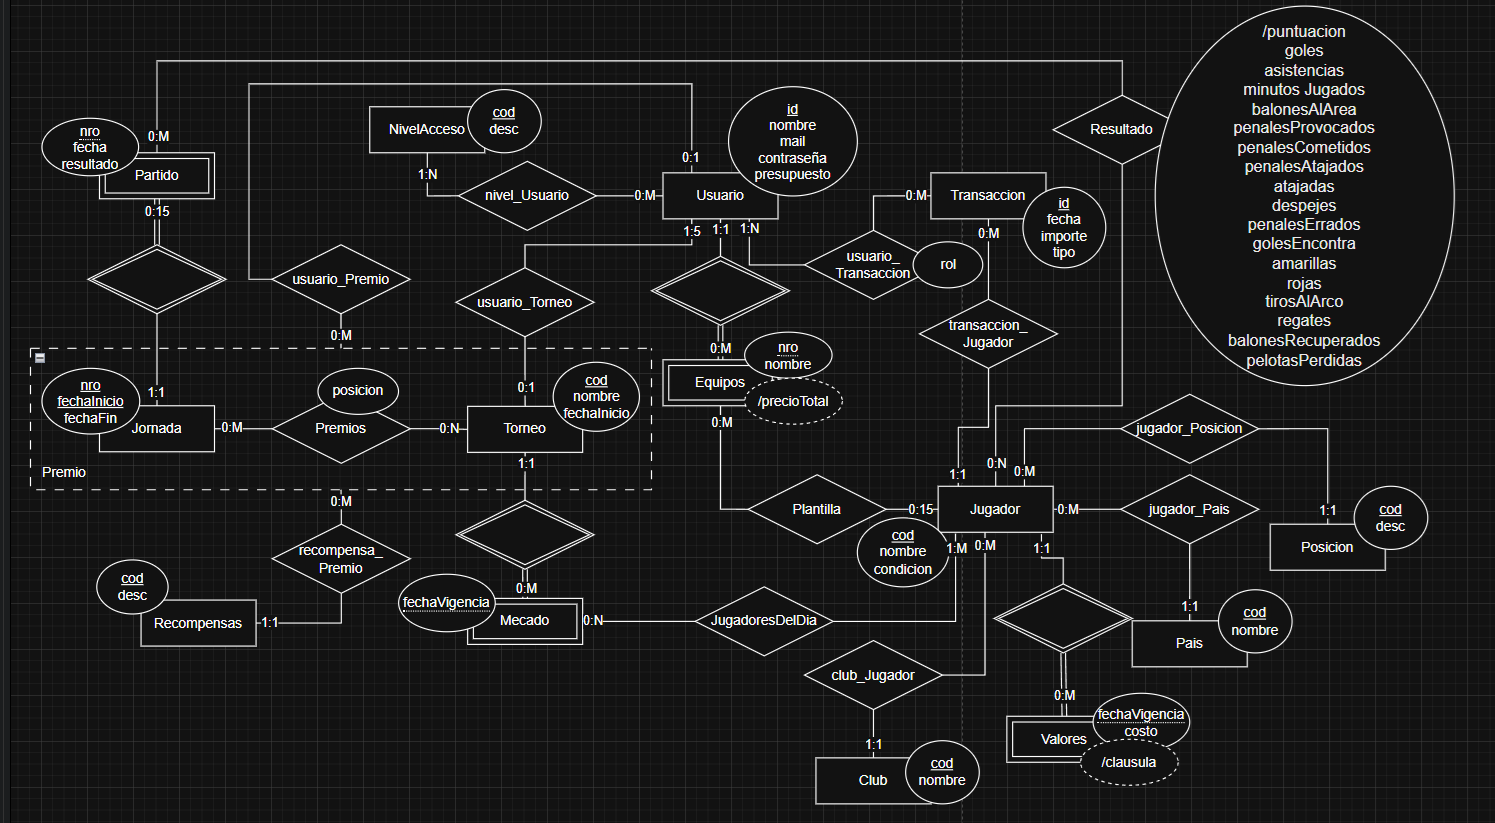 /puntuacion
goles
asistencias
minutos Jugados
balonesAlArea
penalesProvocados
penalesCometidos
penalesAtajados
atajadas
despejes
penalesErrados
golesEncontra
amarillas
rojas
tirosAlArco
regates
balonesRecuperados
pelotasPerdidas
Resultado
nro
fecha
resultado
0:M
Partido
0:15
NivelAcceso
cod
desc
1:N
nivel_Usuario
0:M
0:1
Usuario
id
nombre
mail
contraseña
presupuesto
1:5
1:1
1:N
0:M
Transaccion
id
fecha
importe
tipo
0:M
usuario_
Transaccion
rol
usuario_Premio
0:M
usuario_Torneo
0:1
transaccion_
Jugador
0:M
nro
nombre
Equipos
/precioTotal
0:M
nro
fechaInicio
fechaFin
1:1
Jornada
0:M
posicion
Premios
0:N
cod
nombre
fechaInicio
Torneo
1:1
Premio
0:M
recompensa_
Premio
cod
desc
Recompensas
1:1
0:M
fechaVigencia
Mecado
0:N
JugadoresDelDia
Plantilla
0:15
1:1
0:N
0:M
Jugador
0:M
cod
nombre
condicion
1:M
0:M
1:1
jugador_Posicion
1:1
cod
desc
Posicion
jugador_Pais
1:1
cod
nombre
Pais
club_Jugador
1:1
cod
nombre
Club
0:M
fechaVigencia
costo
Valores
/clausula